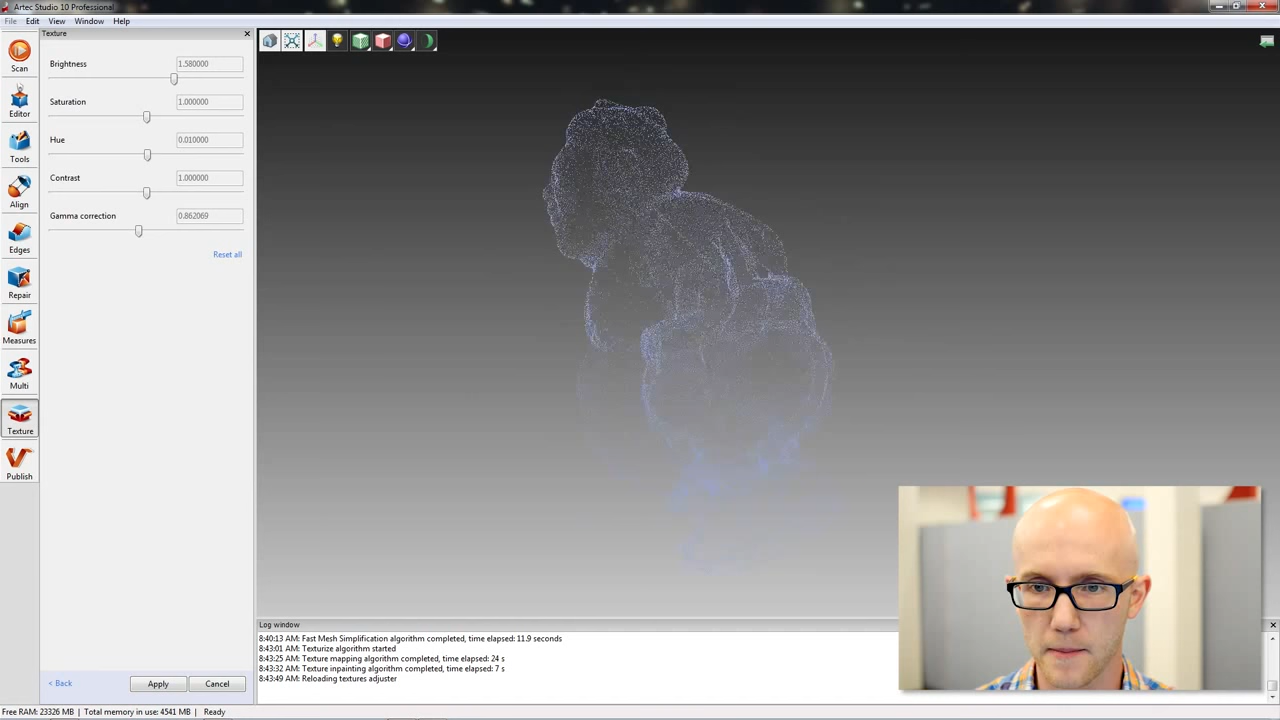 Artec Studio 10 Professional
File Edit View Window Help
Texture
Scan
Editor
Tools
Align
Edges
Repair
Measures
Multi
Texture
Publish
Brightness 1.580000
Saturation 1.000000
Hue 0.010000
Contrast 1.000000
Gamma correction 0.862069
Reset all
Log window
8:40:13 AM: Fast Mesh Simplification algorithm completed, time elapsed: 11.9 seconds
8:43:01 AM: Texturize algorithm started
8:43:25 AM: Texture mapping algorithm completed, time elapsed: 24 s
8:43:32 AM: Texture inpainting algorithm completed, time elapsed: 7 s
8:43:49 AM: Reloading textures adjuster
< Back Apply Cancel
Free RAM: 23326 MB | Total memory in use: 4541 MB | Ready